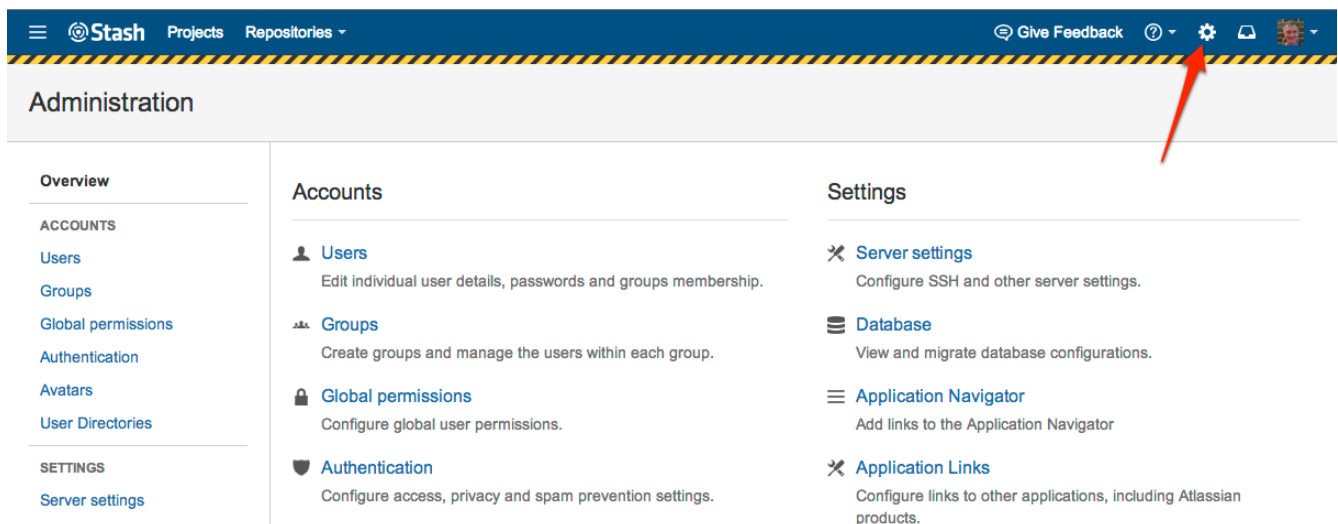 Stash Projects Repositories Give Feedback
Administration
Overview
ACCOUNTS
Users
Groups
Global permissions
Authentication
Avatars
User Directories
SETTINGS
Server settings
Accounts
Users
Edit individual user details, passwords and groups membership.
Groups
Create groups and manage the users within each group.
Global permissions
Configure global user permissions.
Authentication
Configure access, privacy and spam prevention settings.
Settings
Server settings
Configure SSH and other server settings.
Database
View and migrate database configurations.
Application Navigator
Add links to the Application Navigator
Application Links
Configure links to other applications, including Atlassian
products.